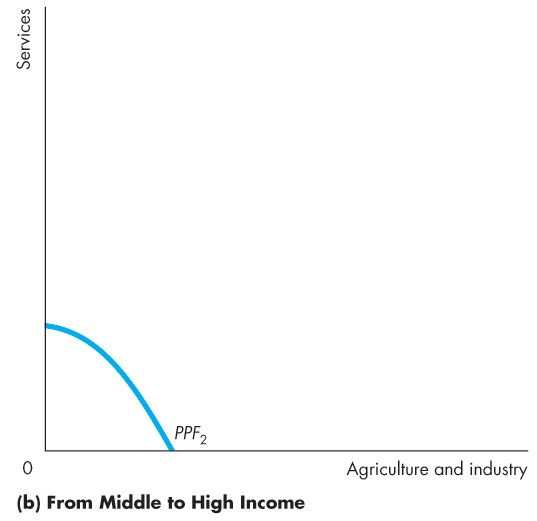 Services
PPF2
0
Agriculture and industry
(b) From Middle to High Income